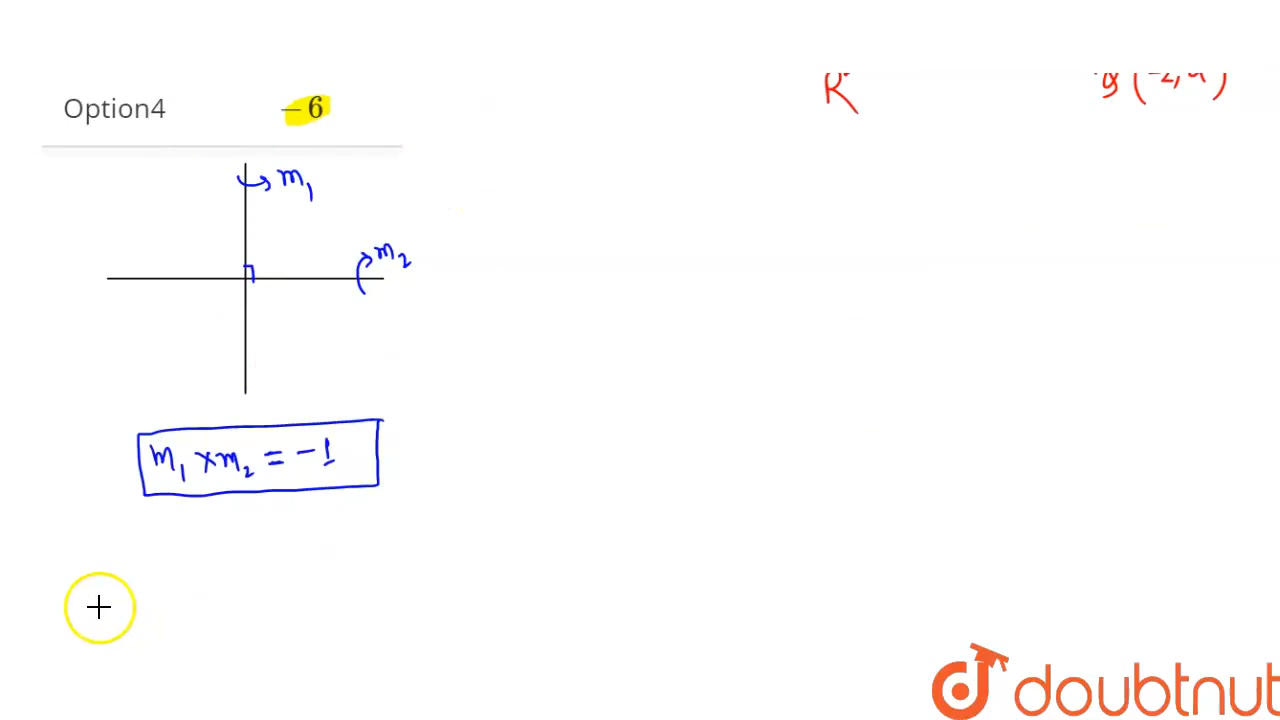 Option4 −6
R
m1
m2
m1 × m2 = −1
doubtnut